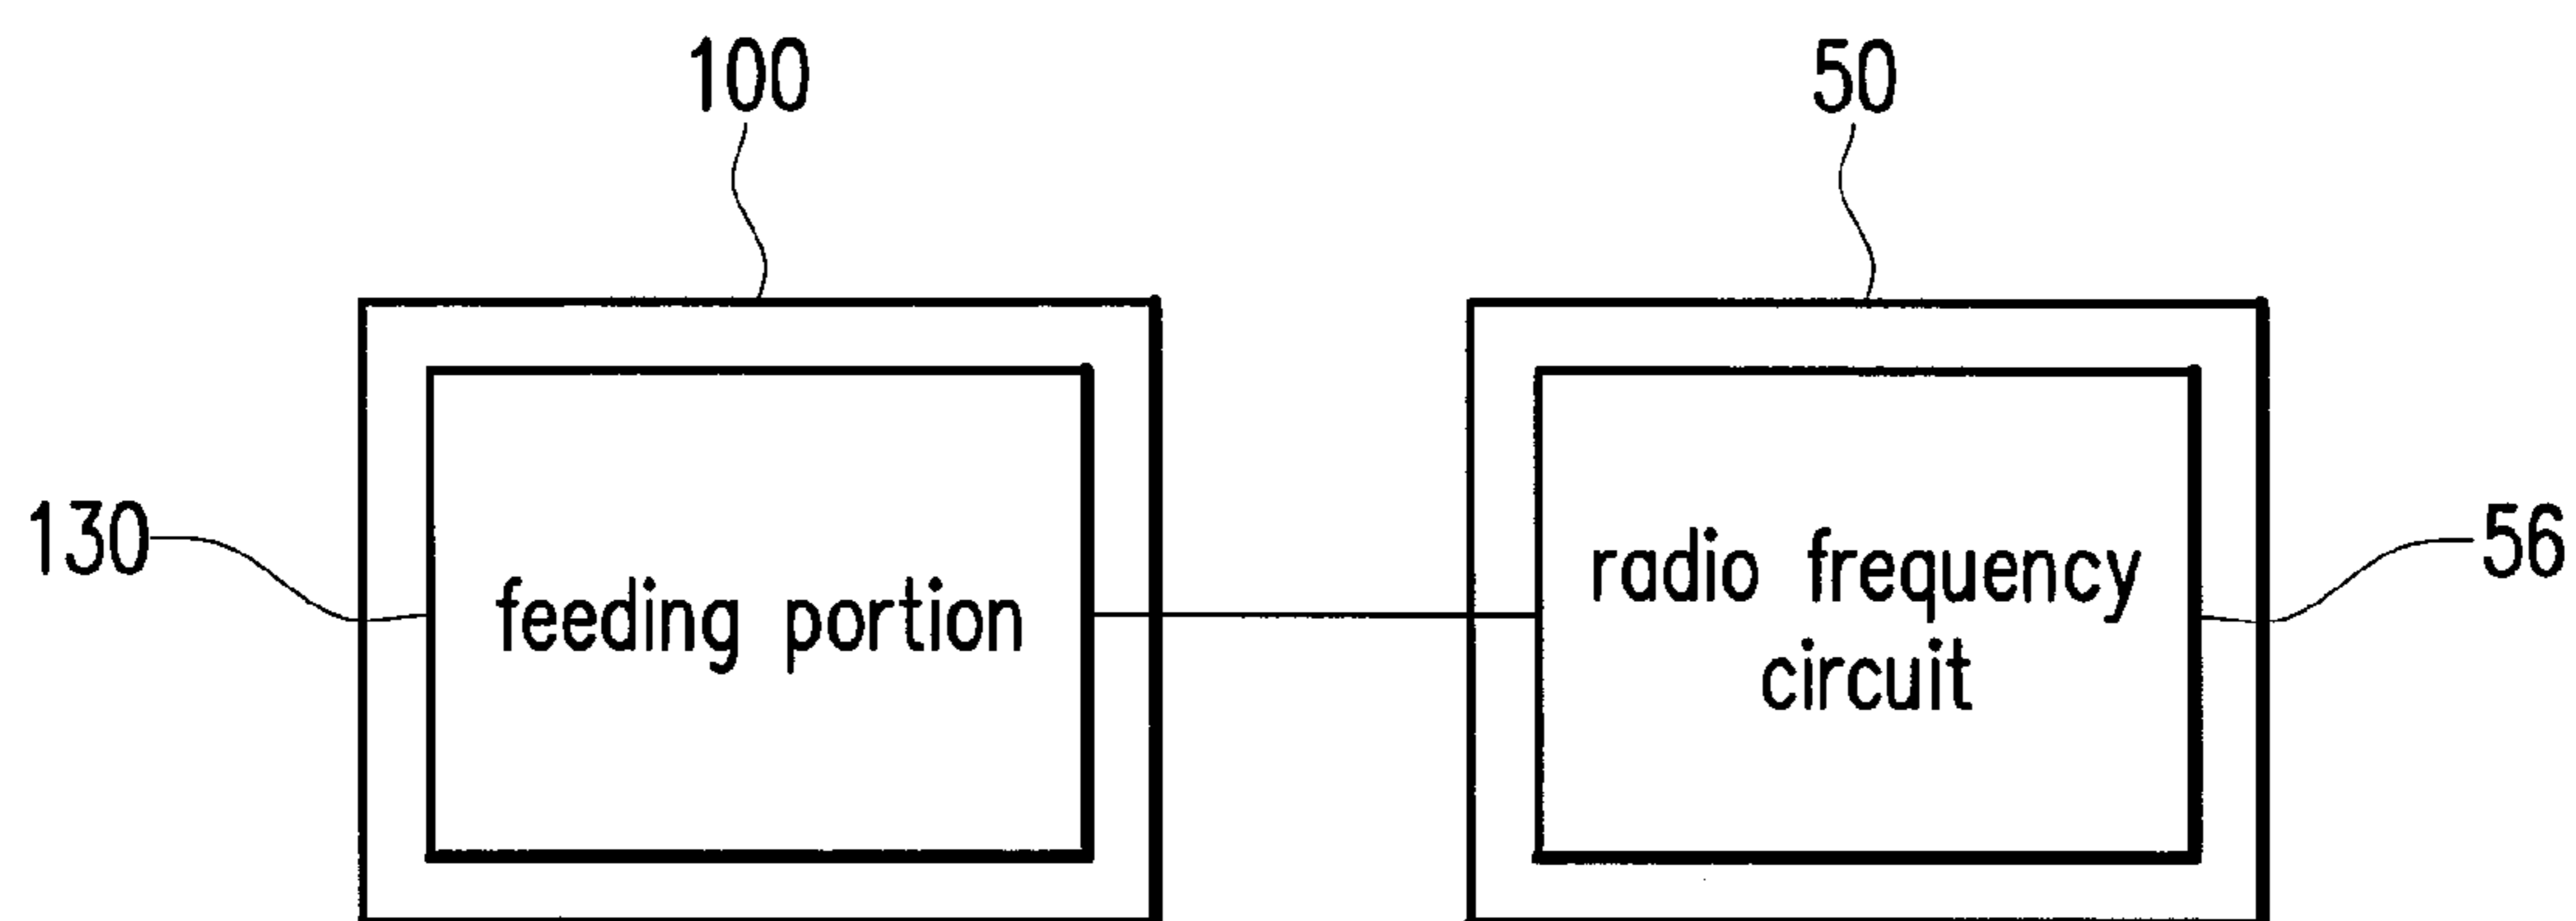 100
50
130
feeding portion
radio frequency
circuit
56